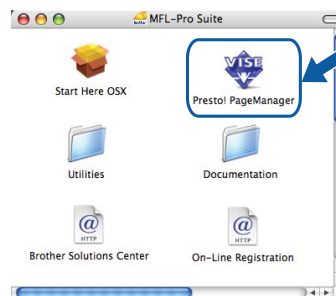 MFL-Pro Suite
VISE
Start Here OSX
Presto! PageManager
Utilities
Documentation
@
HTTP
@
HTTP
Brother Solutions Center
On-Line Registration